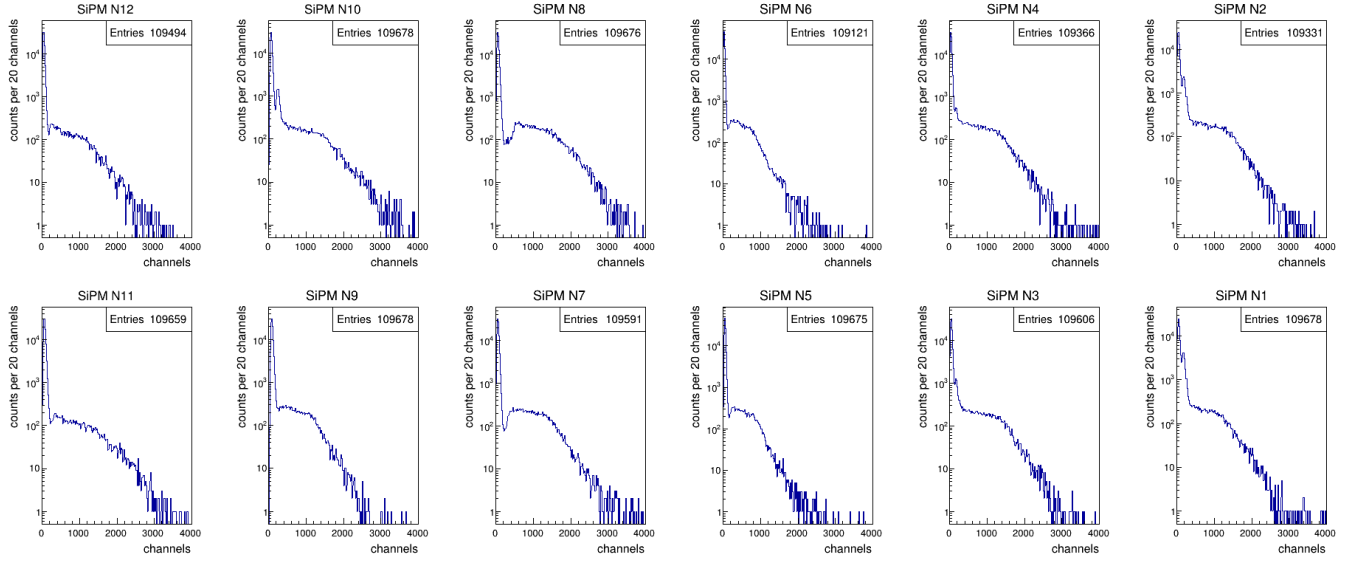 SiPM N12
Entries 109494
counts per 20 channels
10⁴
10³
10²
10
1
0 1000 2000 3000 4000
channels
SiPM N10
Entries 109678
counts per 20 channels
10⁴
10³
10²
10
1
0 1000 2000 3000 4000
channels
SiPM N8
Entries 109676
counts per 20 channels
10⁴
10³
10²
10
1
0 1000 2000 3000 4000
channels
SiPM N6
Entries 109121
counts per 20 channels
10⁴
10³
10²
10
1
0 1000 2000 3000 4000
channels
SiPM N4
Entries 109366
counts per 20 channels
10⁴
10³
10²
10
1
0 1000 2000 3000 4000
channels
SiPM N2
Entries 109331
counts per 20 channels
10⁴
10³
10²
10
1
0 1000 2000 3000 4000
channels
SiPM N11
Entries 109659
counts per 20 channels
10⁴
10³
10²
10
1
0 1000 2000 3000 4000
channels
SiPM N9
Entries 109678
counts per 20 channels
10⁴
10³
10²
10
1
0 1000 2000 3000 4000
channels
SiPM N7
Entries 109591
counts per 20 channels
10⁴
10³
10²
10
1
0 1000 2000 3000 4000
channels
SiPM N5
Entries 109675
counts per 20 channels
10⁴
10³
10²
10
1
0 1000 2000 3000 4000
channels
SiPM N3
Entries 109606
counts per 20 channels
10⁴
10³
10²
10
1
0 1000 2000 3000 4000
channels
SiPM N1
Entries 109678
counts per 20 channels
10⁴
10³
10²
10
1
0 1000 2000 3000 4000
channels